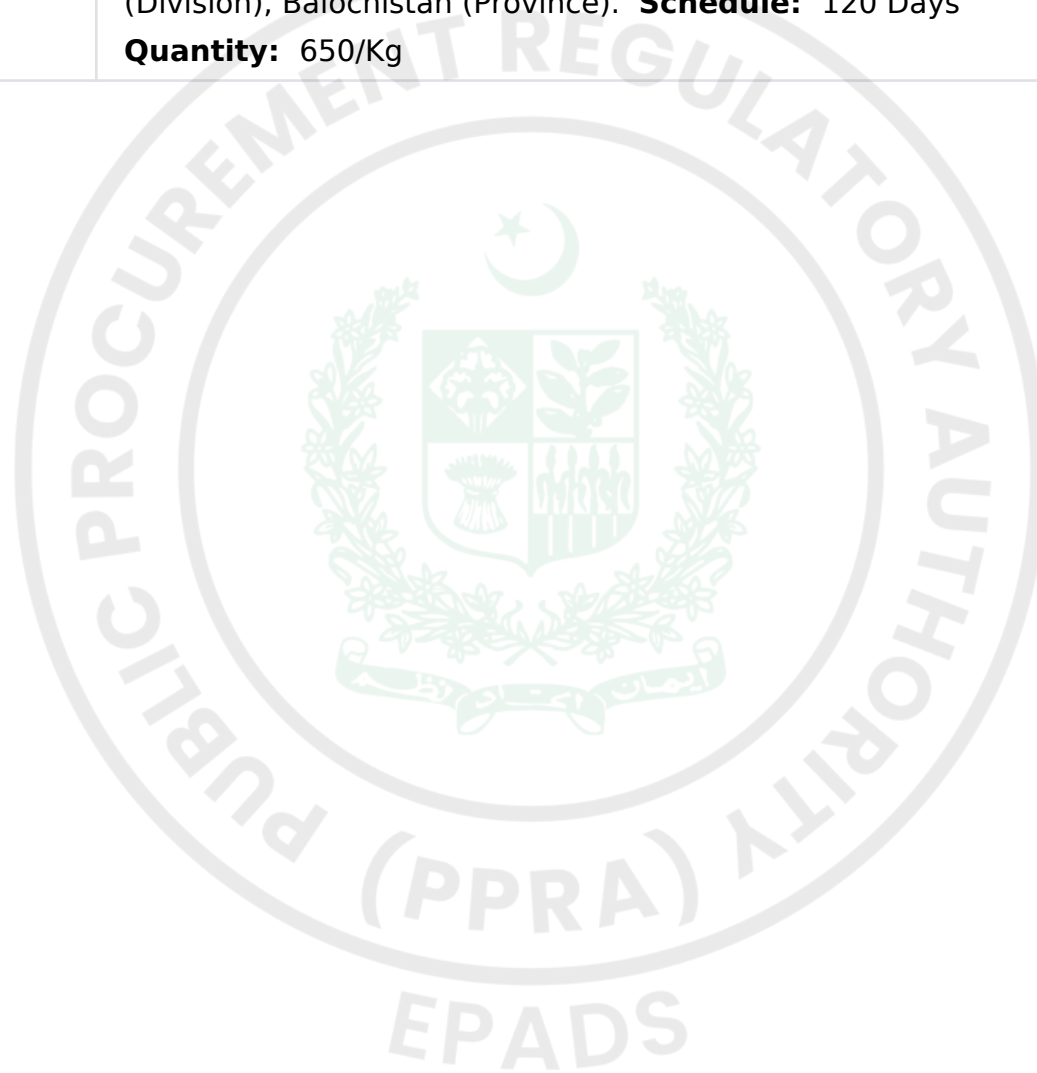 (Division), Balochistan (Province). Schedule: 120 Days
Quantity: 650/Kg
PUBLIC PROCUREMENT REGULATORY AUTHORITY
(PPRA)
EPADS